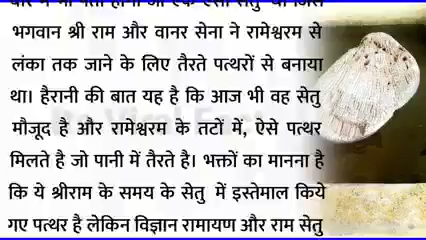 भगवान श्री राम और वानर सेना ने रामेश्वरम से
लंका तक जाने के लिए तैरते पत्थरों से बनाया
था। हैरानी की बात यह है कि आज भी वह सेतु
मौजूद है और रामेश्वरम के तटों में, ऐसे पत्थर
मिलते है जो पानी में तैरते है। भक्तों का मानना है
कि ये श्रीराम के समय के सेतु में इस्तेमाल किये
गए पत्थर है लेकिन विज्ञान रामायण और राम सेतु